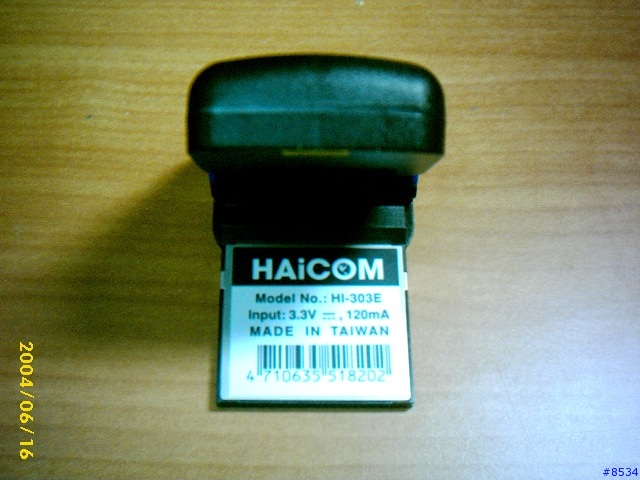 HAiCOM
Model No.: HI-303E
Input: 3.3V ⎓, 120mA
MADE IN TAIWAN
4 710635 518202
2004/06/16
#8534